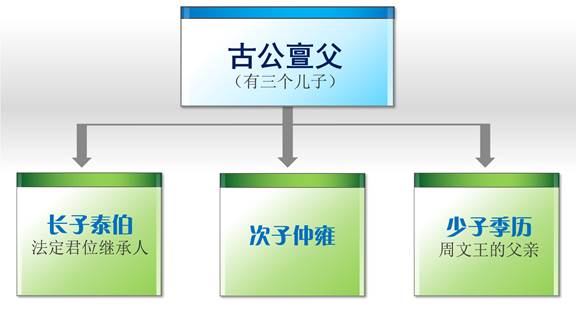 古公亶父
（有三个儿子）
长子泰伯
法定君位继承人
次子仲雍
少子季历
周文王的父亲